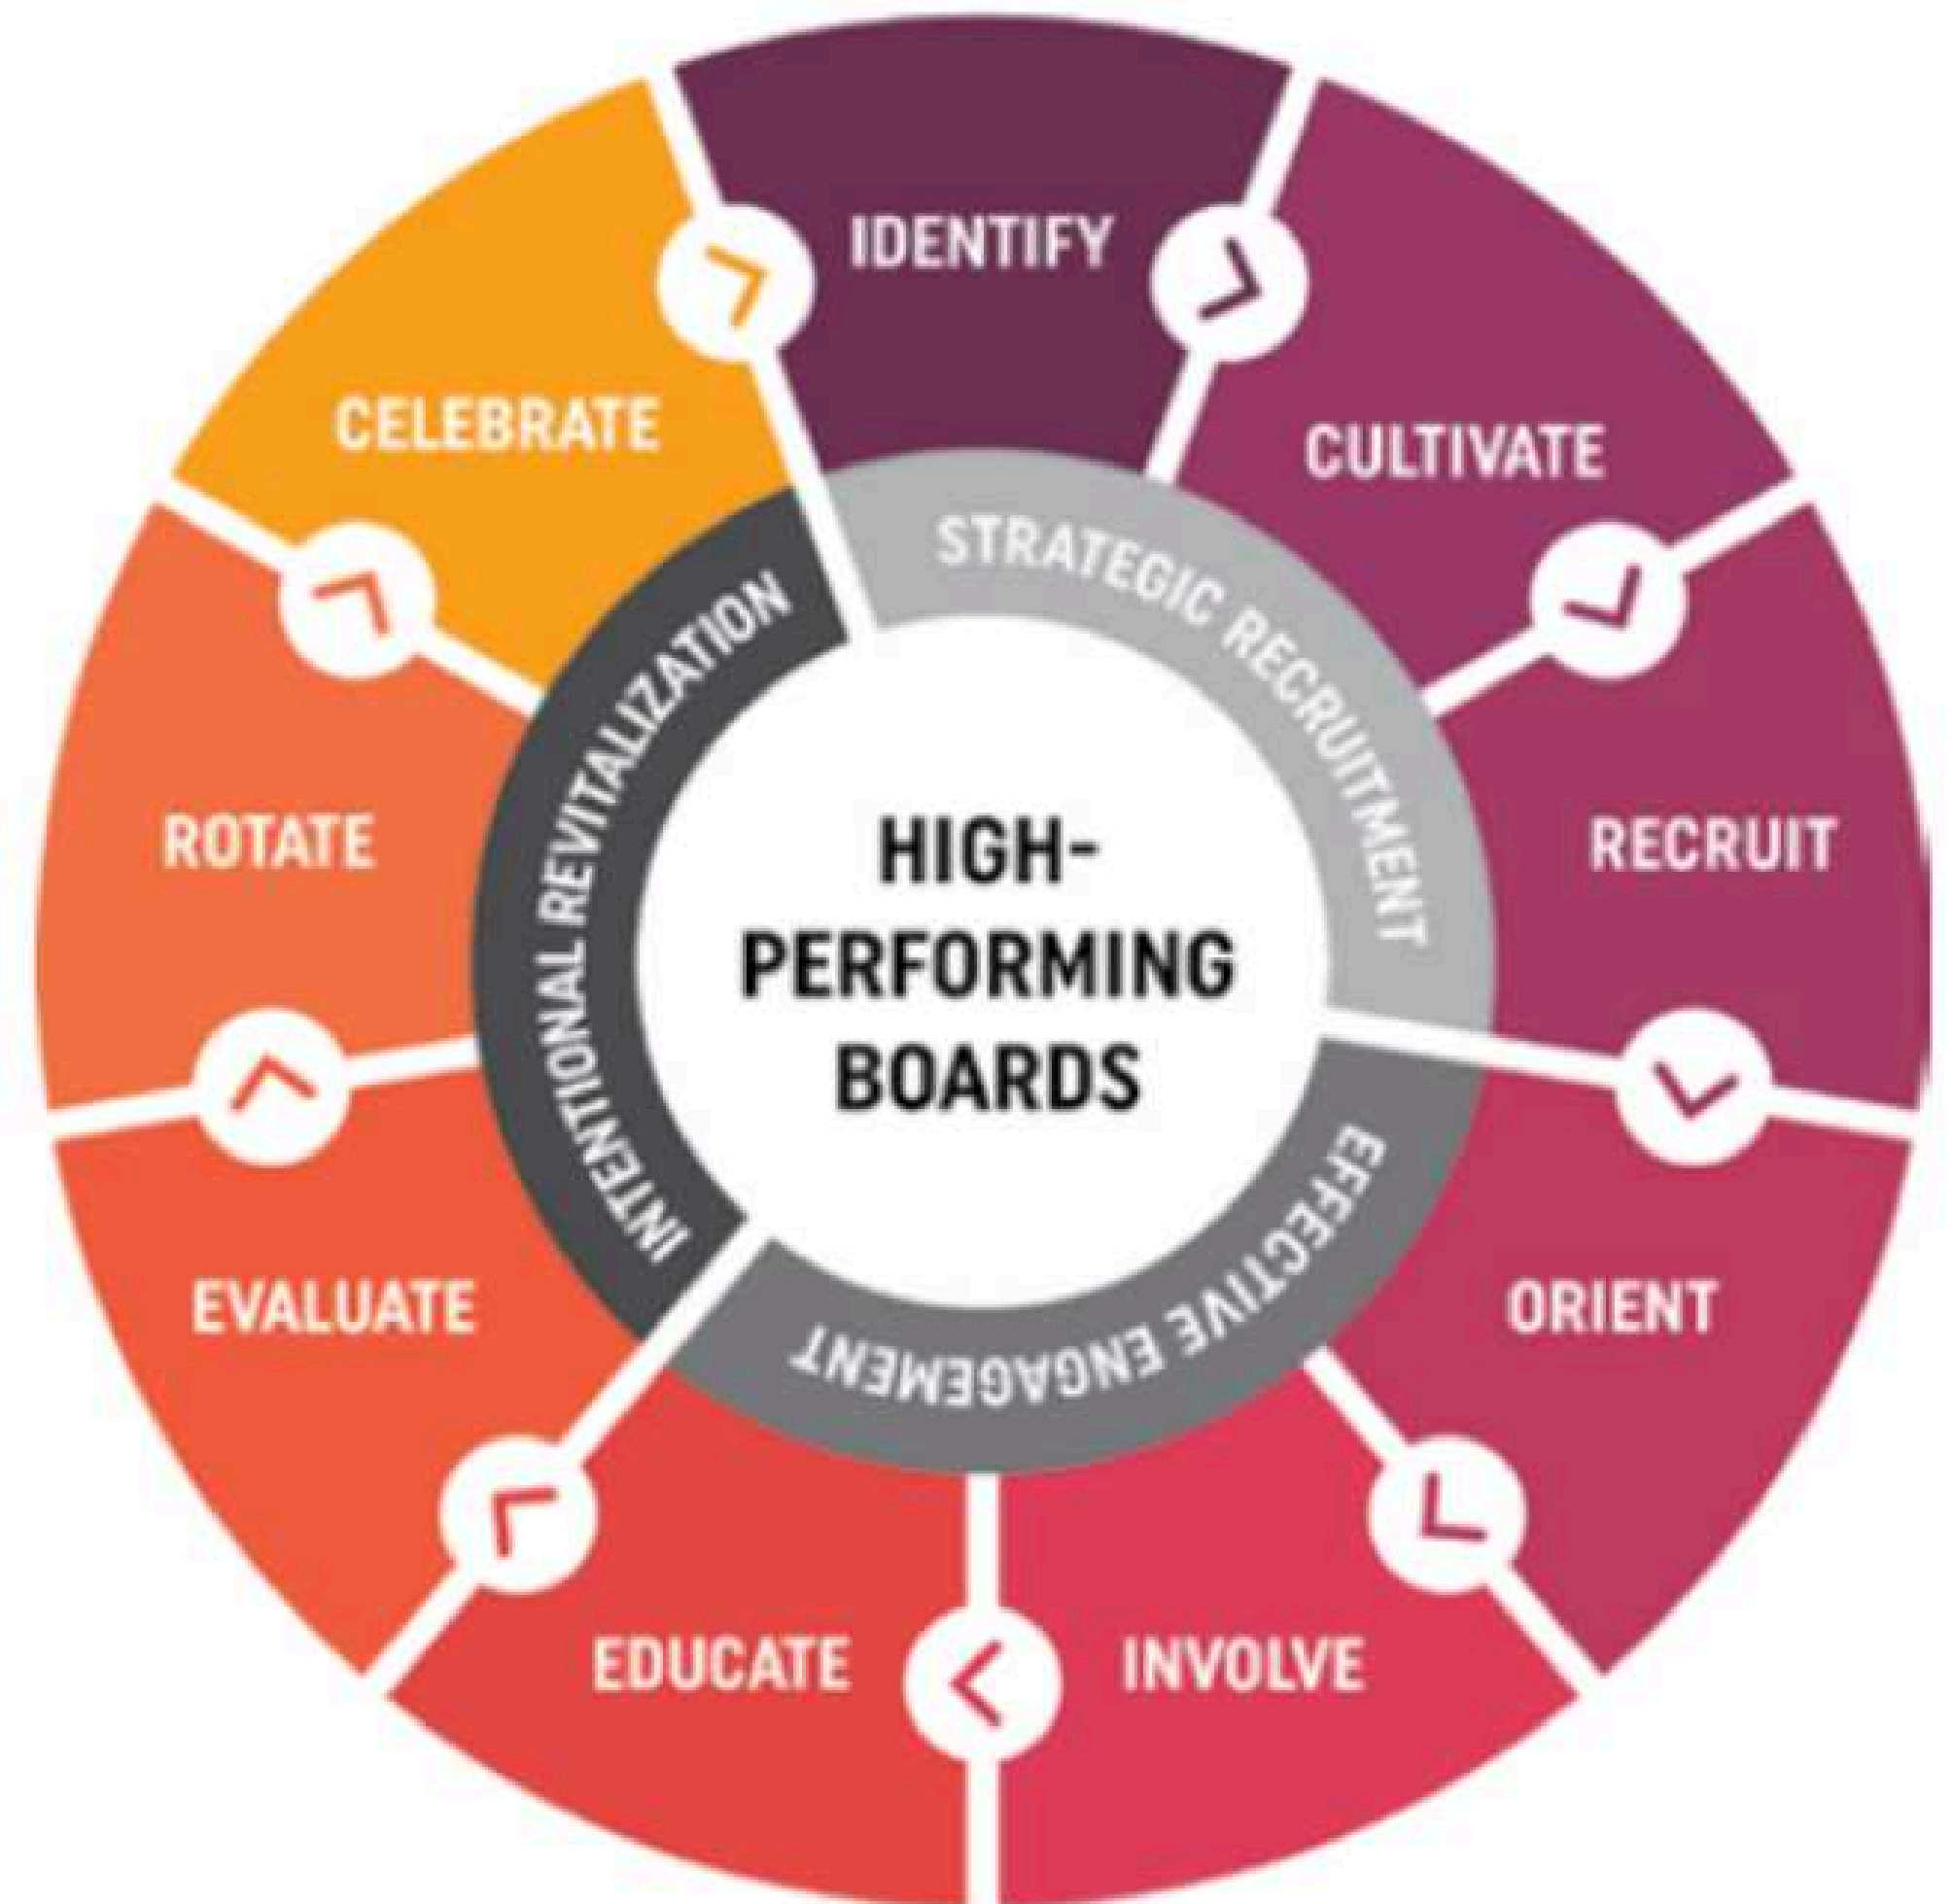 IDENTIFY
CULTIVATE
RECRUIT
ORIENT
INVOLVE
EDUCATE
EVALUATE
ROTATE
CELEBRATE
STRATEGIC RECRUITMENT
EFFECTIVE ENGAGEMENT
INTENTIONAL REVITALIZATION
HIGH-
PERFORMING
BOARDS